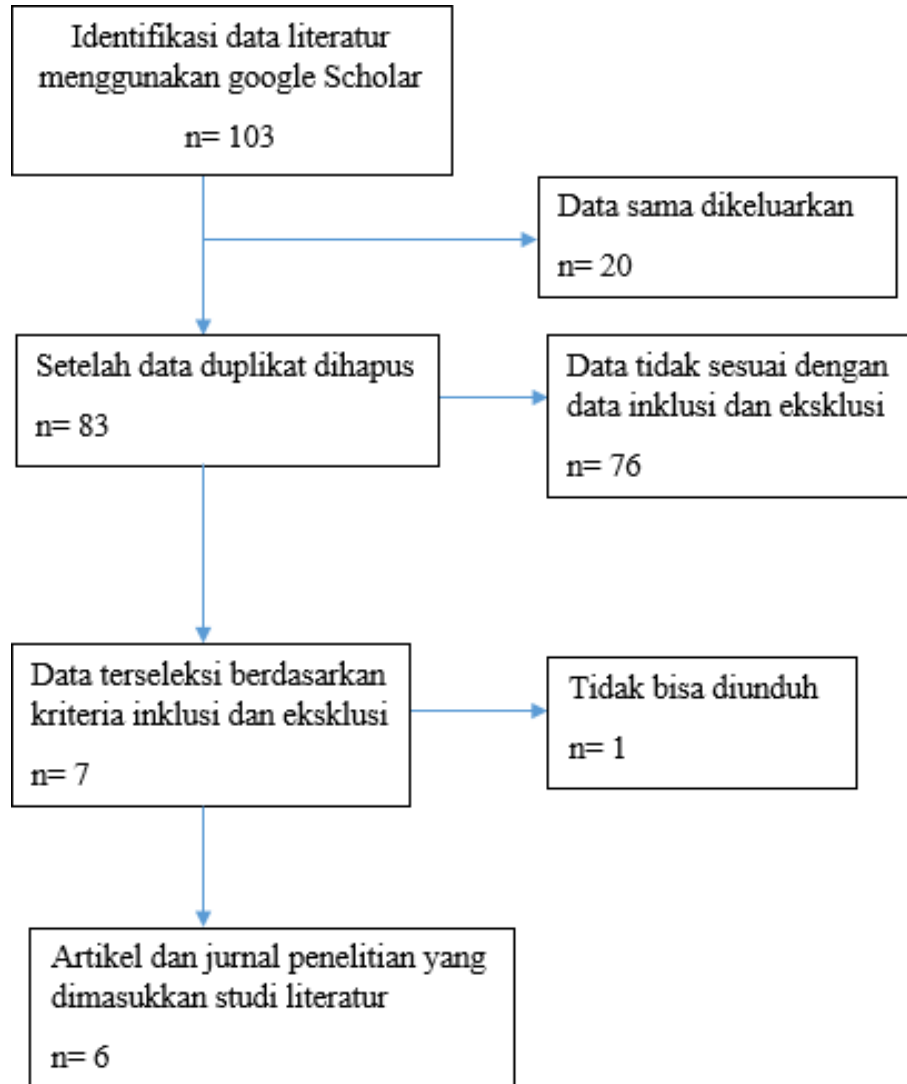 Identifikasi data literatur
menggunakan google Scholar
n= 103
Data sama dikeluarkan
n= 20
Setelah data duplikat dihapus
n= 83
Data tidak sesuai dengan
data inklusi dan eksklusi
n= 76
Data terseleksi berdasarkan
kriteria inklusi dan eksklusi
n= 7
Tidak bisa diunduh
n= 1
Artikel dan jurnal penelitian yang
dimasukkan studi literatur
n= 6